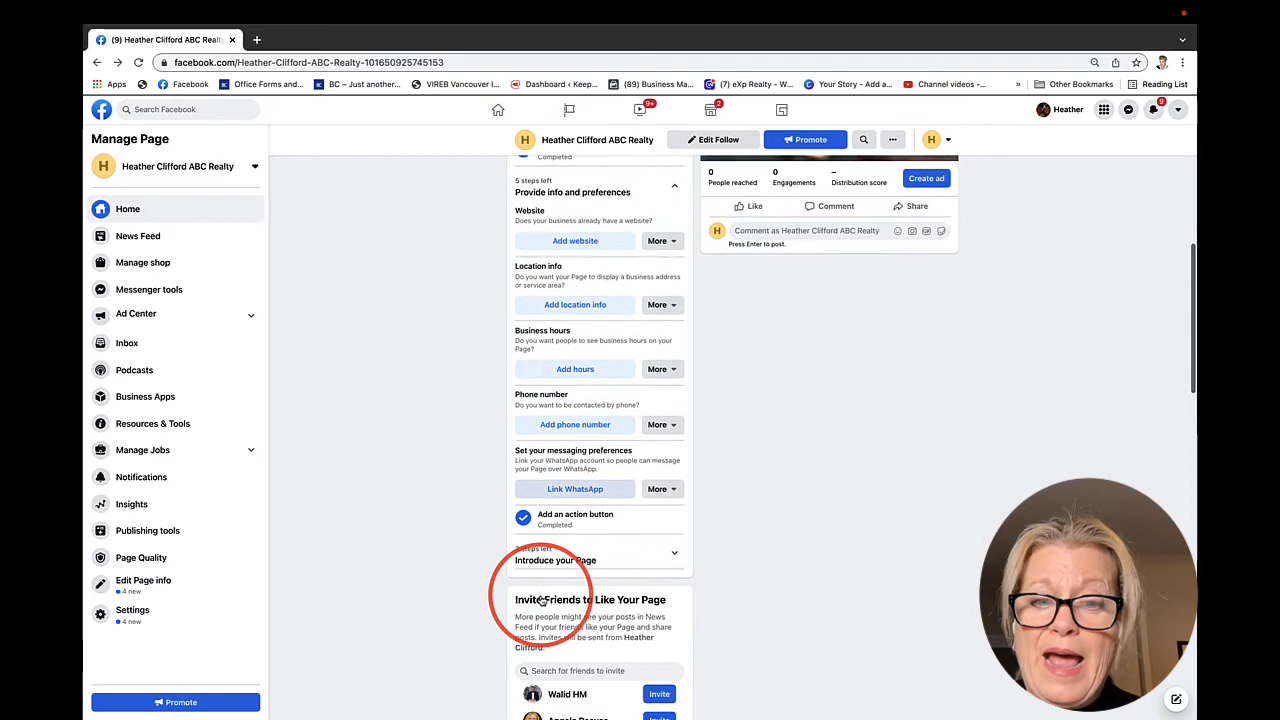 (9) Heather Clifford ABC Realt
facebook.com/Heather-Clifford-ABC-Realty-101650925745153
Apps
Facebook
Office Forms and...
BC – Just another...
VIREB Vancouver I...
Dashboard ‹ Keep...
(89) Business Ma...
(7) eXp Realty - W...
Your Story - Add a...
Channel videos -...
»
Other Bookmarks
Reading List
Search Facebook
9+
2
Heather
9
Manage Page
Heather Clifford ABC Realty
Home
News Feed
Manage shop
Messenger tools
Ad Center
Inbox
Podcasts
Business Apps
Resources & Tools
Manage Jobs
Notifications
Insights
Publishing tools
Page Quality
Edit Page info
4 new
Settings
4 new
Promote
H Heather Clifford ABC Realty
Edit Follow
Promote
H
Completed
5 steps left
Provide info and preferences
Website
Does your business already have a website?
Add website More
Location info
Do you want your Page to display a business address
or service area?
Add location info More
Business hours
Do you want people to see business hours on your
Page?
Add hours More
Phone number
Do you want to be contacted by phone?
Add phone number More
Set your messaging preferences
Link your WhatsApp account so people can message
your Page over WhatsApp.
Link WhatsApp More
Add an action button
Completed
steps left
Introduce your Page
Invite Friends to Like Your Page
More people might see your posts in News
Feed if your friends like your Page and share
posts. Invites will be sent from Heather
Clifford.
Search for friends to invite
Walid HM Invite
0 0 –
People reached Engagements Distribution score
Create ad
Like Comment Share
H Comment as Heather Clifford ABC Realty
Press Enter to post.